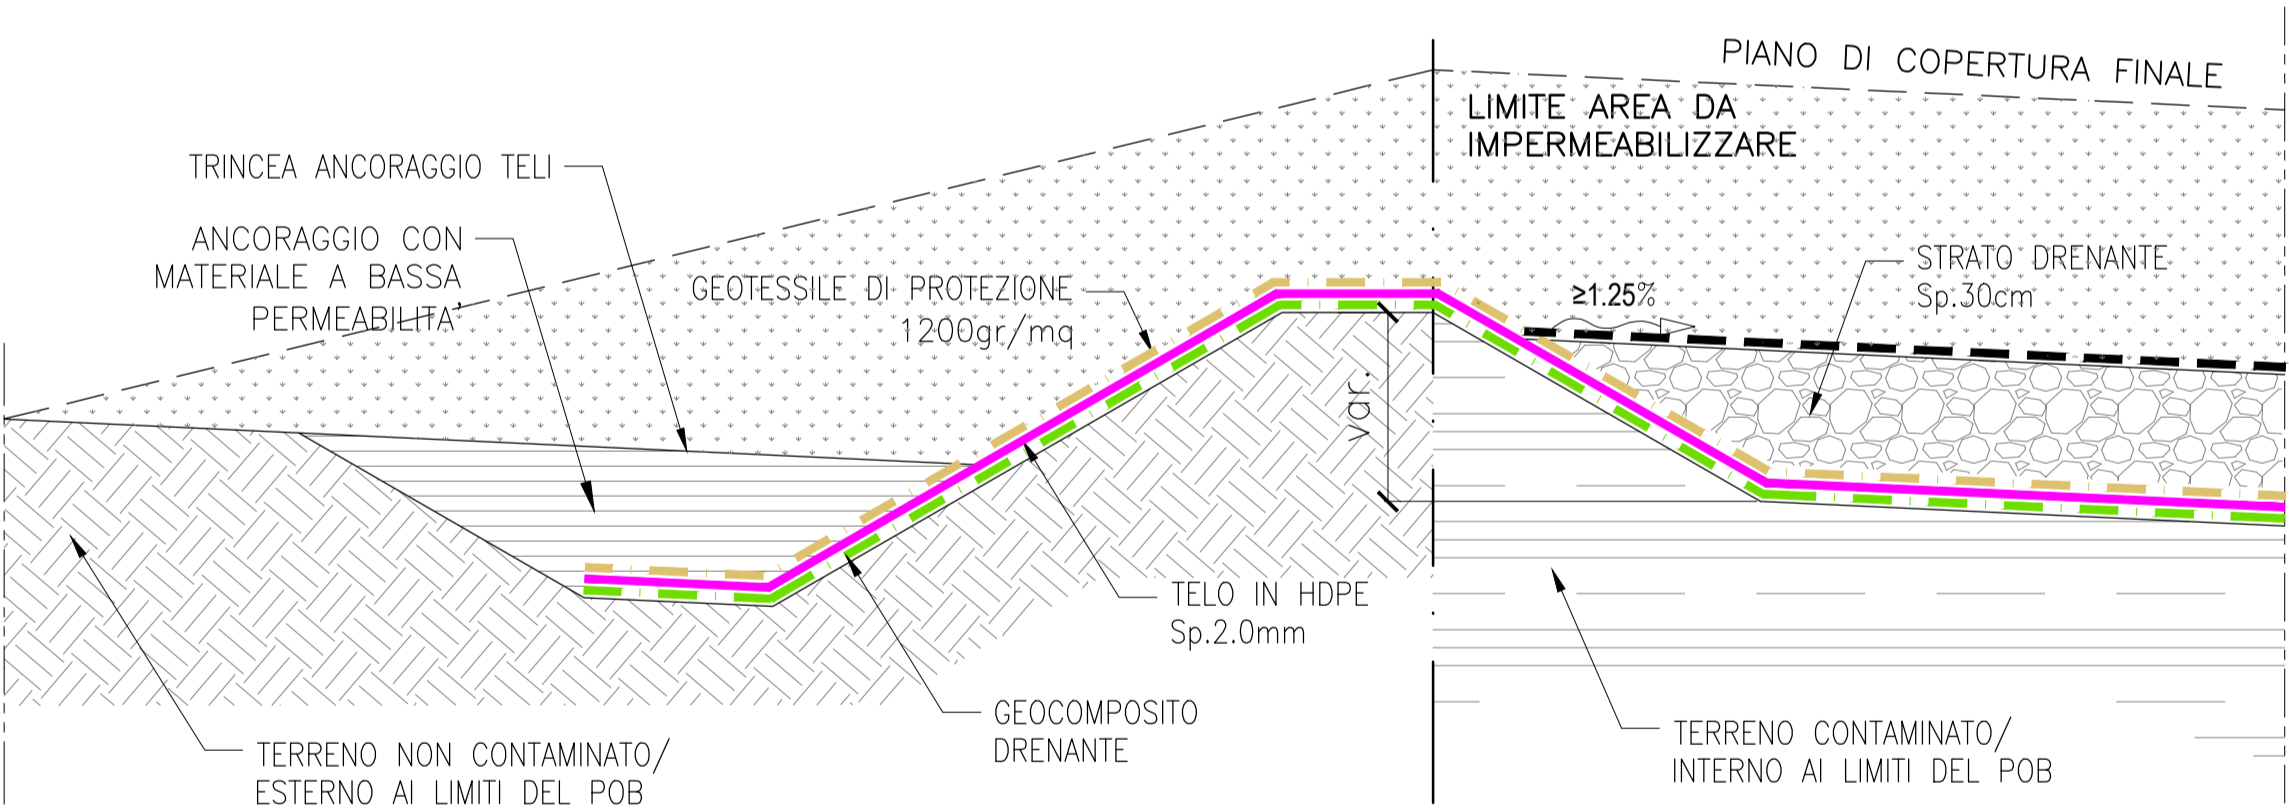 PIANO DI COPERTURA FINALE
LIMITE AREA DA
IMPERMEABILIZZARE
TRINCEA ANCORAGGIO TELI
ANCORAGGIO CON
MATERIALE A BASSA
PERMEABILITA'
GEOTESSILE DI PROTEZIONE
1200gr/mq
≥1.25%
STRATO DRENANTE
Sp.30cm
Var.
TELO IN HDPE
Sp.2.0mm
GEOCOMPOSITO
DRENANTE
TERRENO NON CONTAMINATO/
ESTERNO AI LIMITI DEL POB
TERRENO CONTAMINATO/
INTERNO AI LIMITI DEL POB